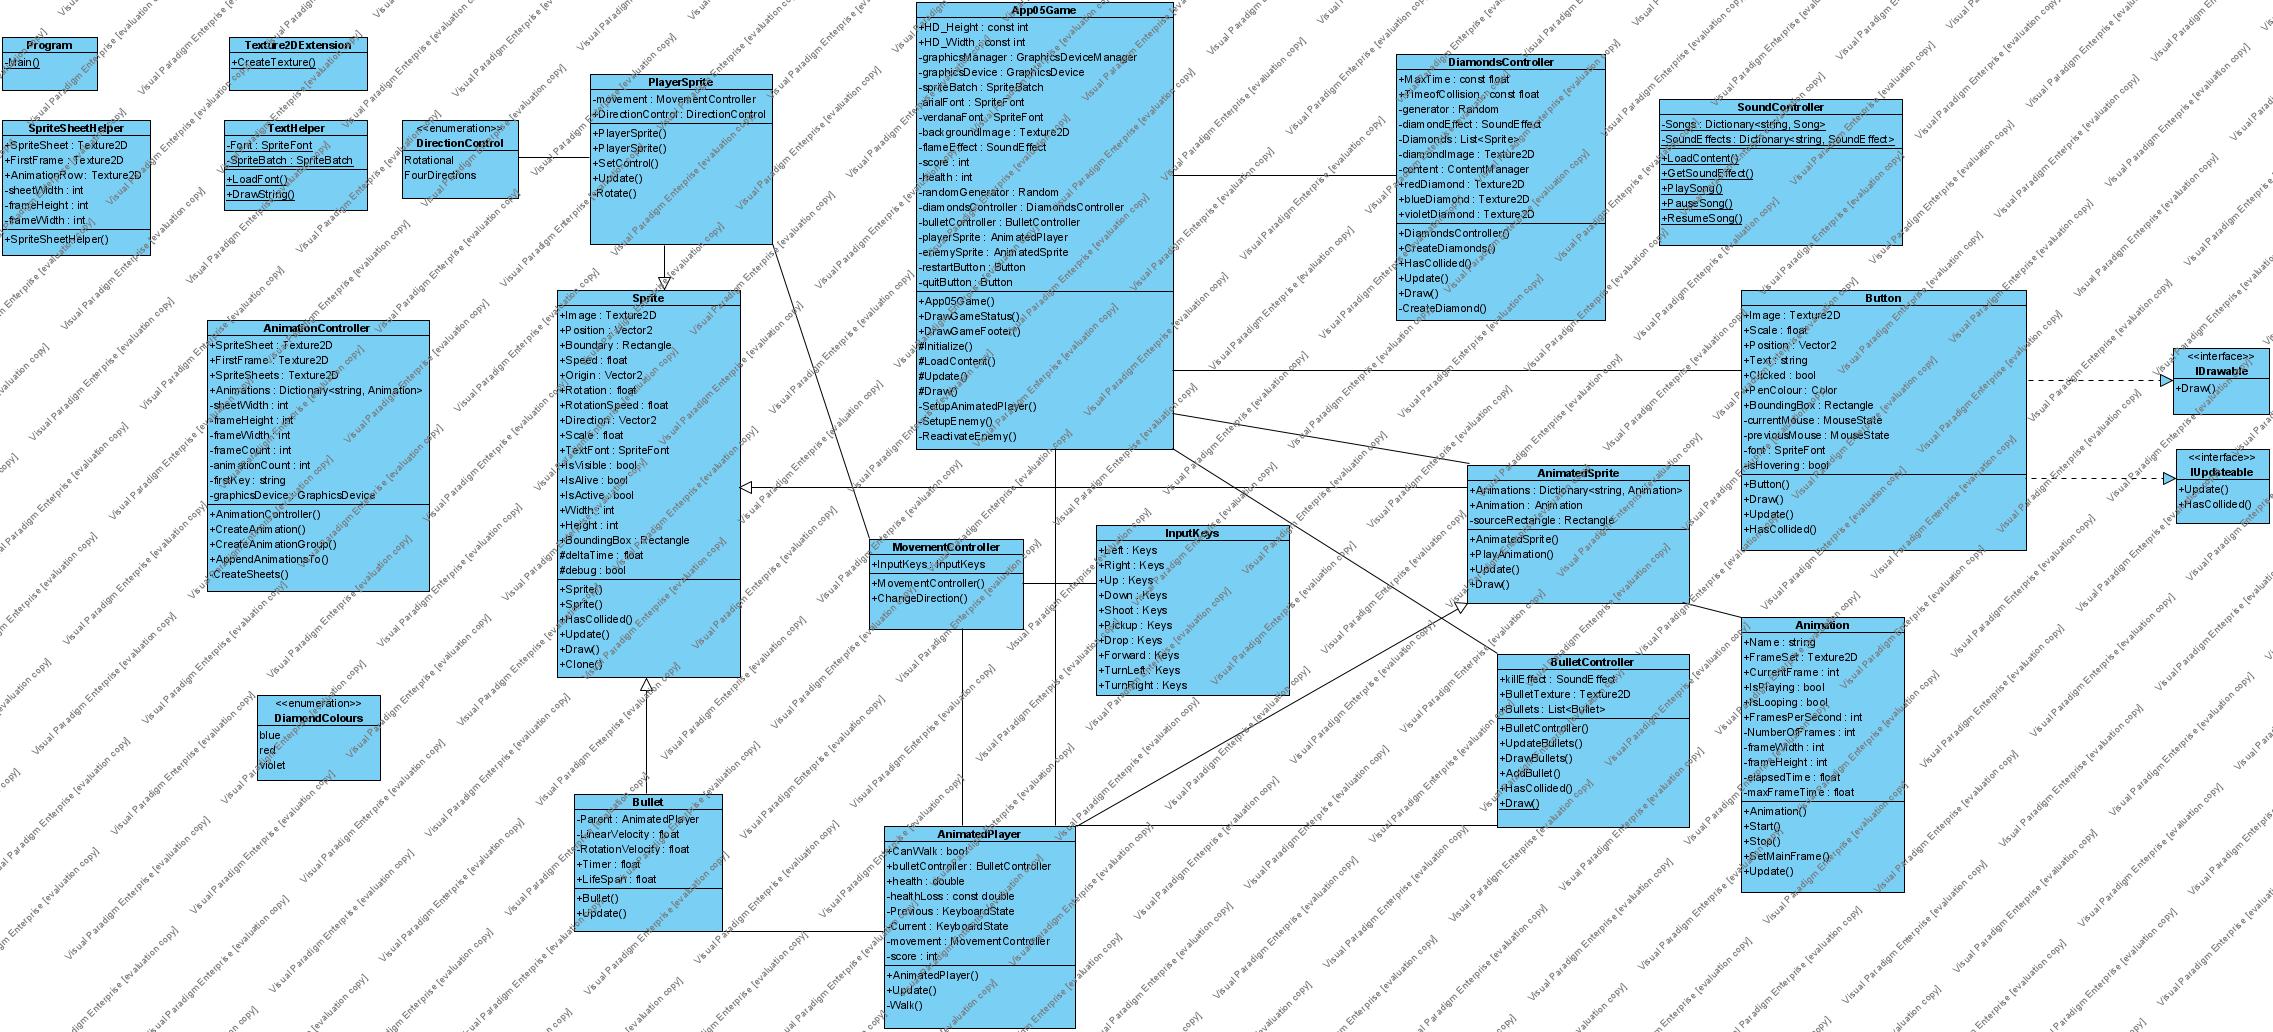 Program
-Main()
Texture2DExtension
+CreateTexture()
SpriteSheetHelper
+SpriteSheet : Texture2D
+FirstFrame : Texture2D
+AnimationRow : Texture2D
-sheetWidth : int
-frameHeight : int
-frameWidth : int
+SpriteSheetHelper()
TextHelper
-Font : SpriteFont
-SpriteBatch : SpriteBatch
+LoadFont()
+DrawString()
<<enumeration>>
DirectionControl
Rotational
FourDirections
PlayerSprite
-movement : MovementController
+DirectionControl : DirectionControl
+PlayerSprite()
+PlayerSprite()
+SetControl()
+Update()
-Rotate()
App05Game
+HD_Height : const int
+HD_Width : const int
-graphicsManager : GraphicsDeviceManager
-graphicsDevice : GraphicsDevice
-spriteBatch : SpriteBatch
-arialFont : SpriteFont
-verdanaFont : SpriteFont
-backgroundImage : Texture2D
-flameEffect : SoundEffect
-score : int
-health : int
-randomGenerator : Random
-diamondsController : DiamondsController
-bulletController : BulletController
-playerSprite : AnimatedPlayer
-enemySprite : AnimatedSprite
-restartButton : Button
-quitButton : Button
+App05Game()
+DrawGameStatus()
+DrawGameFooter()
#Initialize()
#LoadContent()
#Update()
#Draw()
-SetupAnimatedPlayer()
-SetupEnemy()
-ReactivateEnemy()
DiamondsController
+MaxTime : const float
+TimeofCollision : const float
-generator : Random
-diamondEffect : SoundEffect
-Diamonds : List<Sprite>
-diamondImage : Texture2D
-content : ContentManager
+redDiamond : Texture2D
+blueDiamond : Texture2D
+violetDiamond : Texture2D
+DiamondsController()
+CreateDiamonds()
+HasCollided()
+Update()
+Draw()
-CreateDiamond()
SoundController
-Songs : Dictionary<string, Song>
-SoundEffects : Dictionary<string, SoundEffect>
+LoadContent()
+GetSoundEffect()
+PlaySong()
+PauseSong()
+ResumeSong()
AnimationController
+SpriteSheet : Texture2D
+FirstFrame : Texture2D
+SpriteSheets : Texture2D
+Animations : Dictionary<string, Animation>
-sheetWidth : int
-frameHeight : int
-frameWidth : int
-frameCount : int
-animationCount : int
-firstKey : string
-graphicsDevice : GraphicsDevice
+AnimationController()
+CreateAnimation()
+CreateAnimationGroup()
+AppendAnimationsTo()
-CreateSheets()
Sprite
+Image : Texture2D
+Position : Vector2
+Boundary : Rectangle
+Speed : float
+Origin : Vector2
+Rotation : float
+RotationSpeed : float
+Direction : Vector2
+Scale : float
+TextFont : SpriteFont
+IsVisible : bool
+IsAlive : bool
+IsActive : bool
+Width : int
+Height : int
+BoundingBox : Rectangle
#deltaTime : float
#debug : bool
+Sprite()
+Sprite()
+HasCollided()
+Update()
+Draw()
+Clone()
Button
+Image : Texture2D
+Scale : float
+Position : Vector2
+Text : string
+Clicked : bool
+PenColour : Color
+BoundingBox : Rectangle
-currentMouse : MouseState
-previousMouse : MouseState
-font : SpriteFont
-isHovering : bool
+Button()
+Draw()
+Update()
+HasCollided()
<<interface>>
IDrawable
+Draw()
<<interface>>
IUpdateable
+Update()
+HasCollided()
AnimatedSprite
+Animations : Dictionary<string, Animation>
+Animation : Animation
-sourceRectangle : Rectangle
+AnimatedSprite()
+PlayAnimation()
+Update()
+Draw()
MovementController
+InputKeys : InputKeys
+MovementController()
+ChangeDirection()
InputKeys
+Left : Keys
+Right : Keys
+Up : Keys
+Down : Keys
+Shoot : Keys
+Pickup : Keys
+Drop : Keys
+Forward : Keys
+TurnLeft : Keys
+TurnRight : Keys
<<enumeration>>
DiamondColours
blue
red
violet
BulletController
+killEffect : SoundEffect
+BulletTexture : Texture2D
+Bullets : List<Bullet>
+BulletController()
+UpdateBullets()
+DrawBullets()
+AddBullet()
+HasCollided()
+Draw()
Animation
+Name : string
+FrameSet : Texture2D
+CurrentFrame : int
+IsPlaying : bool
+IsLooping : bool
+FramesPerSecond : int
-NumberOfFrames : int
-frameWidth : int
-frameHeight : int
-elapsedTime : float
-maxFrameTime : float
+Animation()
+Start()
+Stop()
+SetMainFrame()
+Update()
Bullet
-Parent : AnimatedPlayer
-LinearVelocity : float
-RotationVelocity : float
+Timer : float
+LifeSpan : float
+Bullet()
+Update()
AnimatedPlayer
+CanWalk : bool
+bulletController : BulletController
+health : double
-healthLoss : const double
-Previous : KeyboardState
-Current : KeyboardState
-movement : MovementController
-score : int
+AnimatedPlayer()
+Update()
-Walk()
Visual Paradigm Enterprise [evaluation copy]